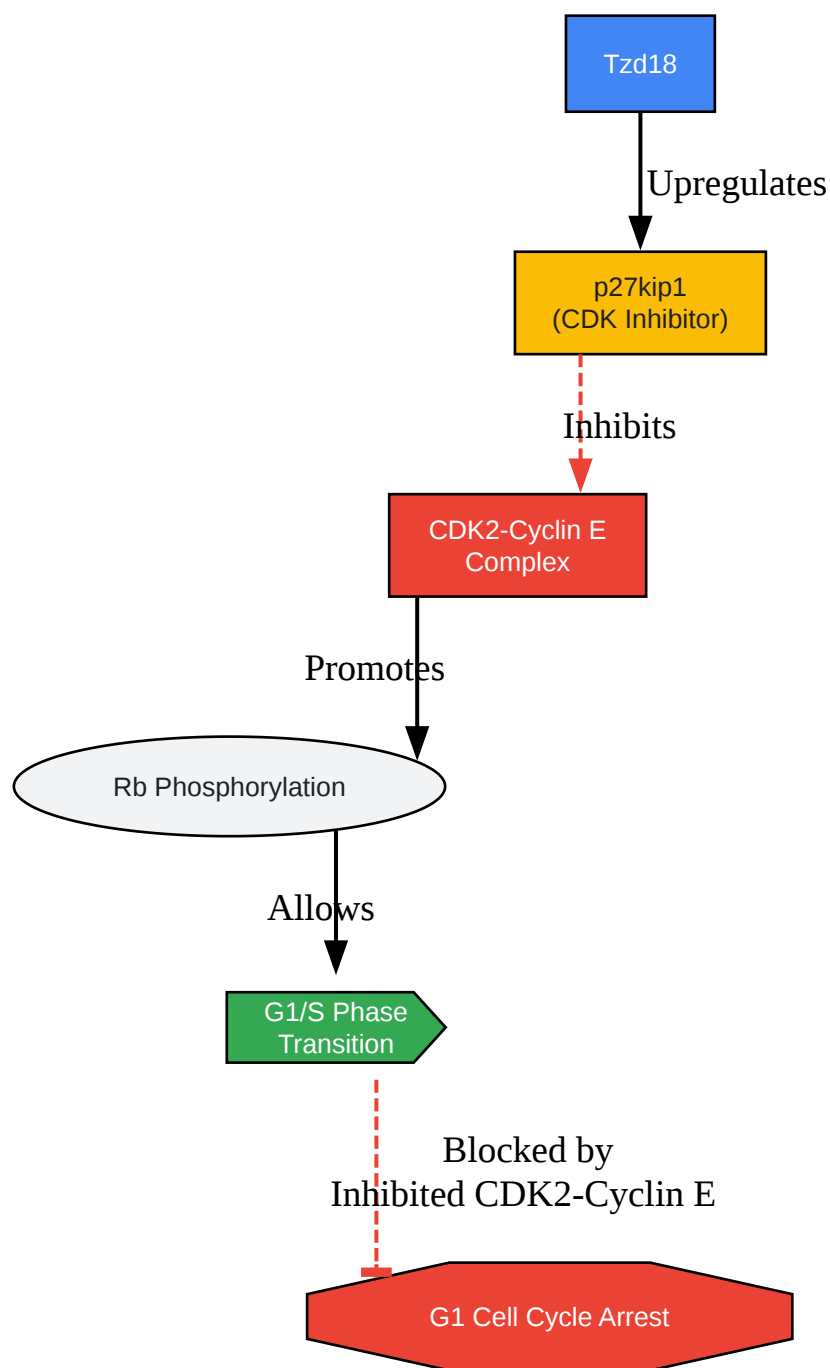 Tzd18
Upregulates
p27kip1
(CDK Inhibitor)
Inhibits
CDK2-Cyclin E
Complex
Promotes
Rb Phosphorylation
Allows
G1/S Phase
Transition
Blocked by
Inhibited CDK2-Cyclin E
G1 Cell Cycle Arrest